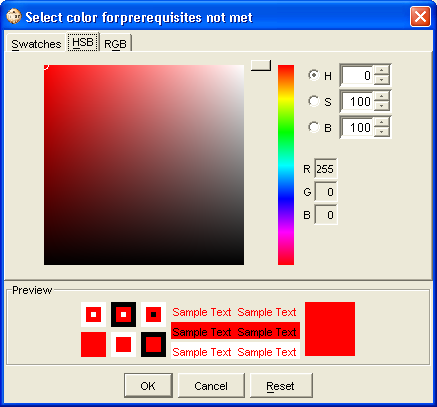 Select color forprerequisites not met
Swatches HSB RGB
H 0
S 100
B 100
R 255
G 0
B 0
Preview
Sample Text Sample Text
Sample Text Sample Text
Sample Text Sample Text
OK Cancel Reset